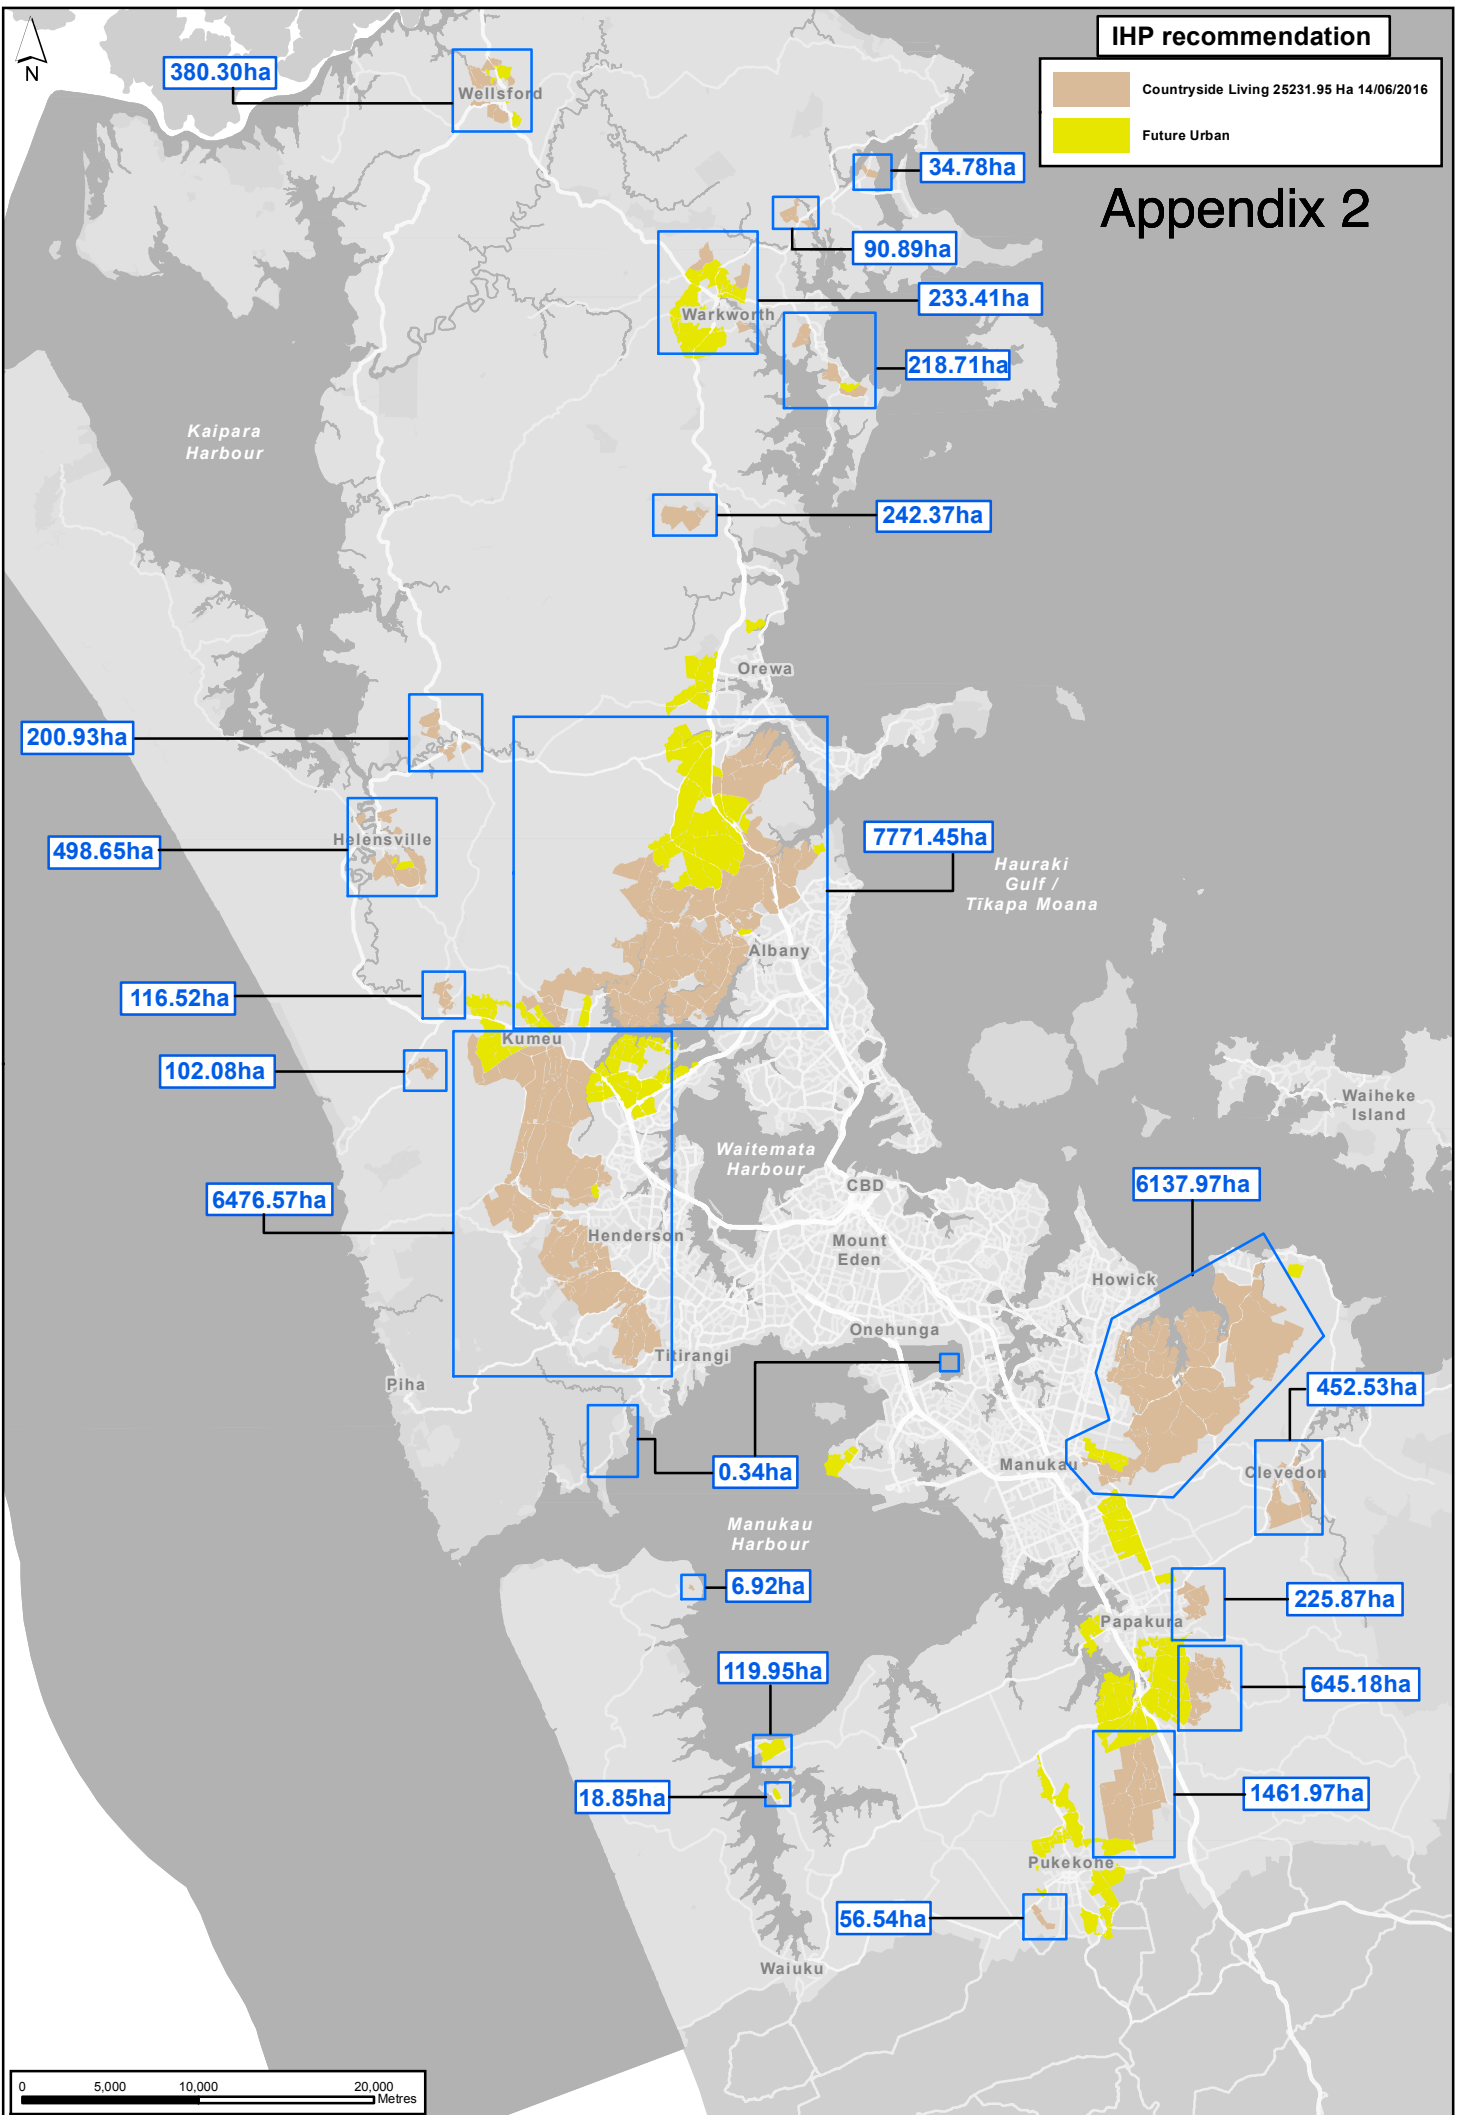 IHP recommendation
Countryside Living 25231.95 Ha 14/06/2016
Future Urban
Appendix 2
N
380.30ha
Wellsford
34.78ha
90.89ha
233.41ha
Warkworth
218.71ha
Kaipara
Harbour
242.37ha
Orewa
200.93ha
498.65ha
Helensville
7771.45ha
Hauraki
Gulf /
Tīkapa Moana
Albany
116.52ha
Kumeu
102.08ha
Waiheke
Island
Waitemata
Harbour
CBD
6137.97ha
6476.57ha
Henderson
Mount
Eden
Howick
Onehunga
Titirangi
Piha
452.53ha
0.34ha
Manukau
Clevedon
Manukau
Harbour
6.92ha
225.87ha
Papakura
119.95ha
645.18ha
18.85ha
1461.97ha
Pukekohe
56.54ha
Waiuku
0 5,000 10,000 20,000
Metres